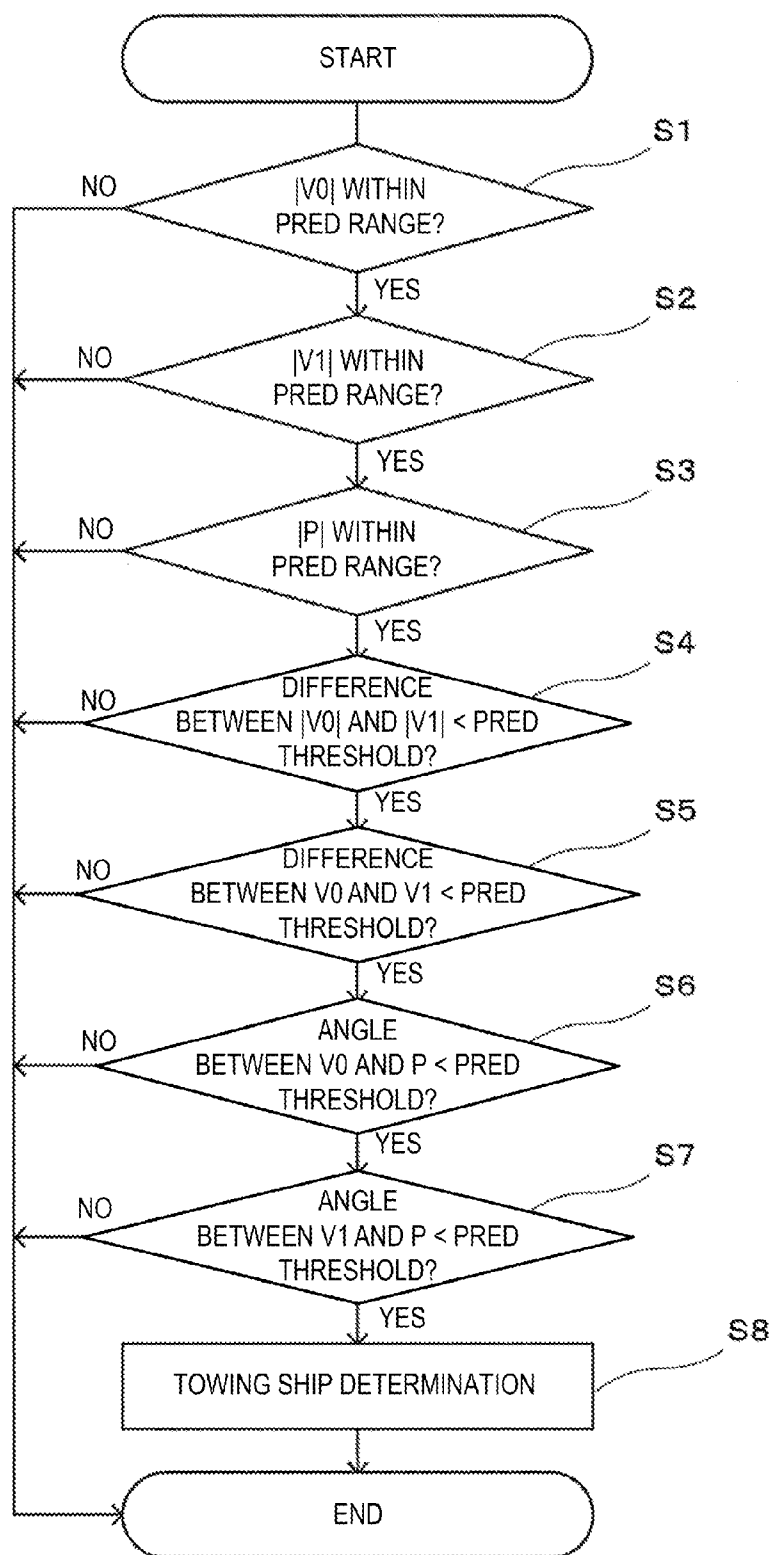 START
S1
NO
|V0| WITHIN
PRED RANGE?
YES
S2
NO
|V1| WITHIN
PRED RANGE?
YES
S3
NO
|P| WITHIN
PRED RANGE?
YES
S4
NO
DIFFERENCE
BETWEEN |V0| AND |V1| < PRED
THRESHOLD?
YES
S5
NO
DIFFERENCE
BETWEEN V0 AND V1 < PRED
THRESHOLD?
YES
S6
NO
ANGLE
BETWEEN V0 AND P < PRED
THRESHOLD?
YES
S7
NO
ANGLE
BETWEEN V1 AND P < PRED
THRESHOLD?
YES
S8
TOWING SHIP DETERMINATION
END